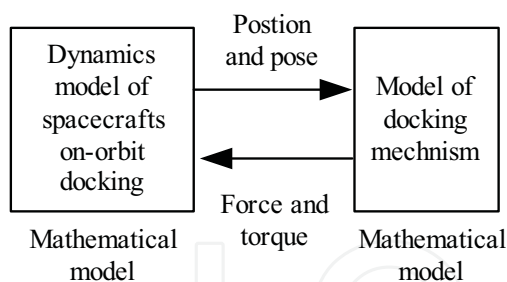 Dynamics
model of
spacecrafts
on-orbit
docking
Postion
and pose
Model of
docking
mechnism
Force and
torque
Mathematical
model
Mathematical
model